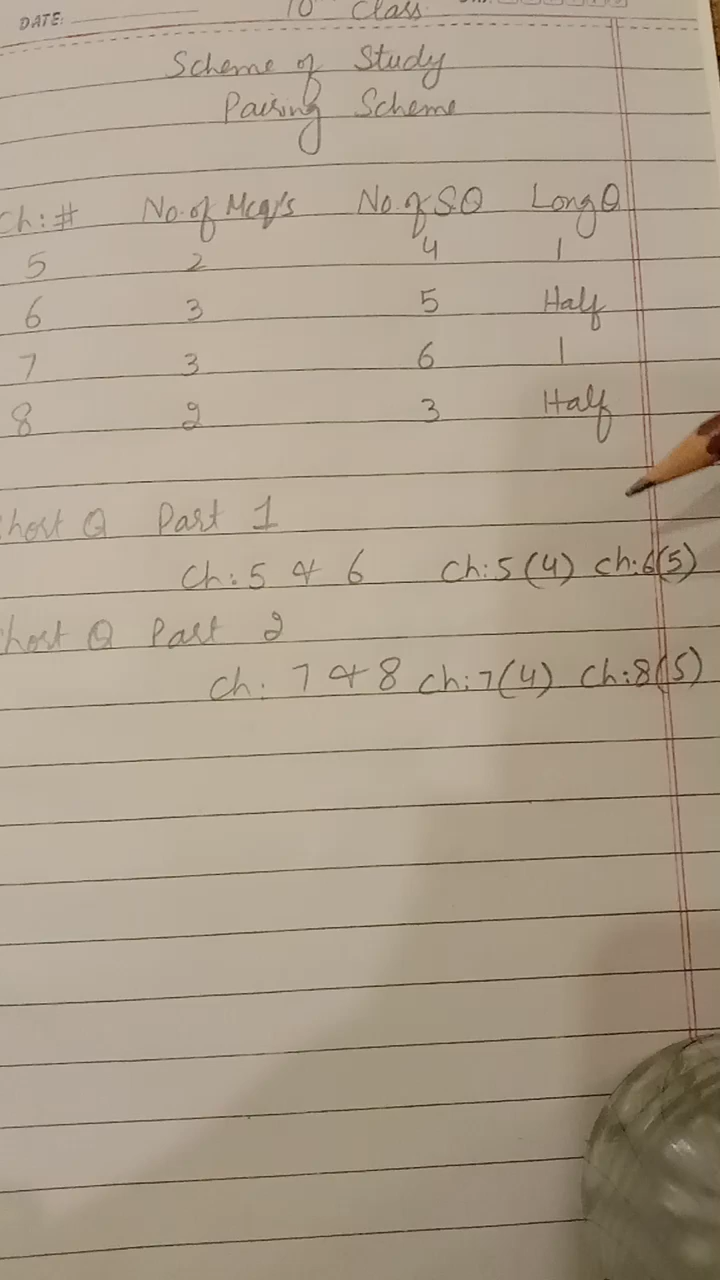 DATE:
10 Class
Scheme of Study
Pairing Scheme
Ch:# No. of Mcq's No. of S.Q Long Q
5 2 4 1
6 3 5 Half
7 3 6 1
8 2 3 Half
Short Q Part 1
Ch: 5 & 6 Ch:5(4) Ch:6(5)
Short Q Part 2
Ch: 7 & 8 Ch:7(4) Ch:8(5)